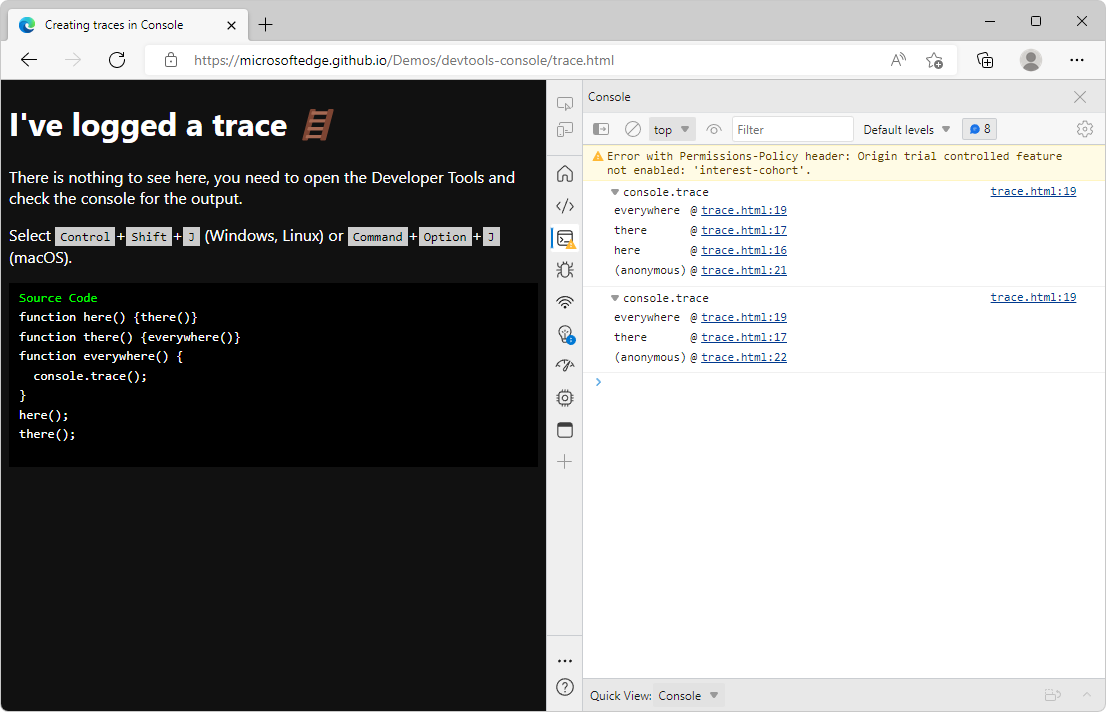 Creating traces in Console
https://microsoftedge.github.io/Demos/devtools-console/trace.html
I've logged a trace
There is nothing to see here, you need to open the Developer Tools and
check the console for the output.
Select Control + Shift + J (Windows, Linux) or Command + Option + J
(macOS).
Source Code
function here() {there()}
function there() {everywhere()}
function everywhere() {
  console.trace();
}
here();
there();
Console
top Filter Default levels 8
Error with Permissions-Policy header: Origin trial controlled feature
not enabled: 'interest-cohort'.
console.trace trace.html:19
everywhere @ trace.html:19
there @ trace.html:17
here @ trace.html:16
(anonymous) @ trace.html:21
console.trace trace.html:19
everywhere @ trace.html:19
there @ trace.html:17
(anonymous) @ trace.html:22
Quick View: Console